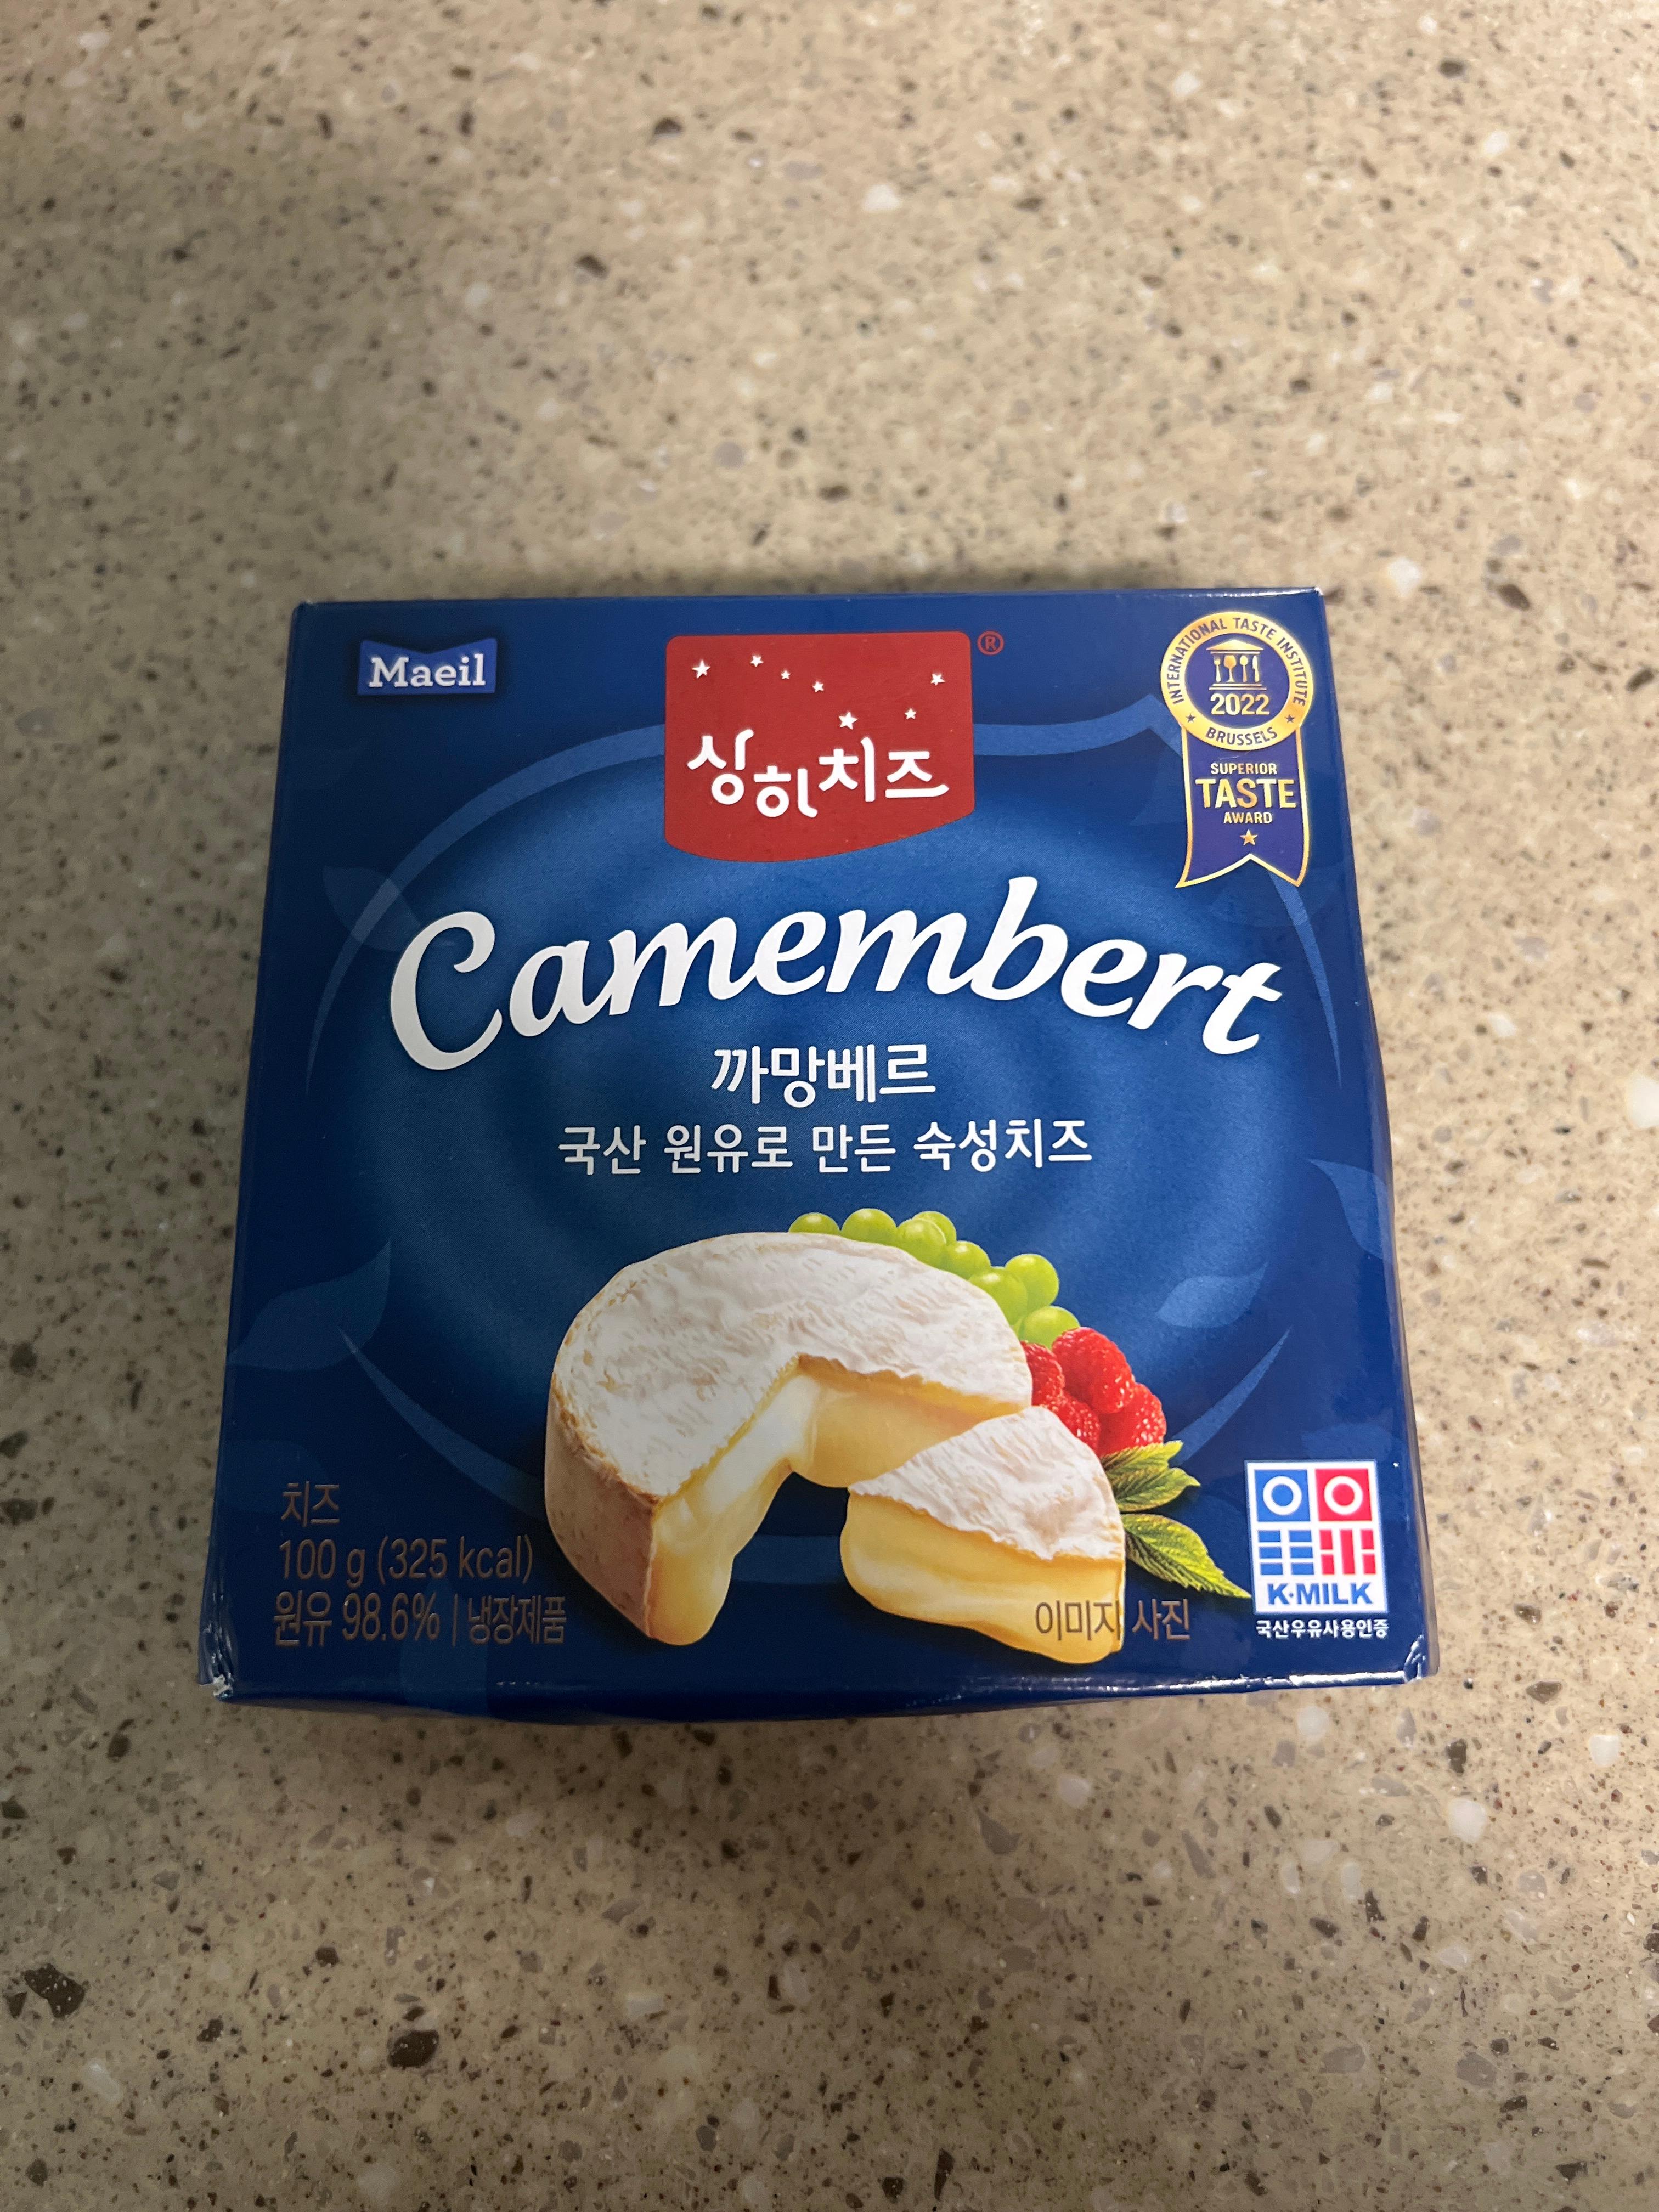 Maeil
상하치즈
®
INTERNATIONAL TASTE INSTITUTE
2022
BRUSSELS
SUPERIOR
TASTE
AWARD
Camembert
까망베르
국산 원유로 만든 숙성치즈
치즈
100 g (325 kcal)
원유 98.6% | 냉장제품
이미지 사진
우유
K·MILK
국산우유사용인증